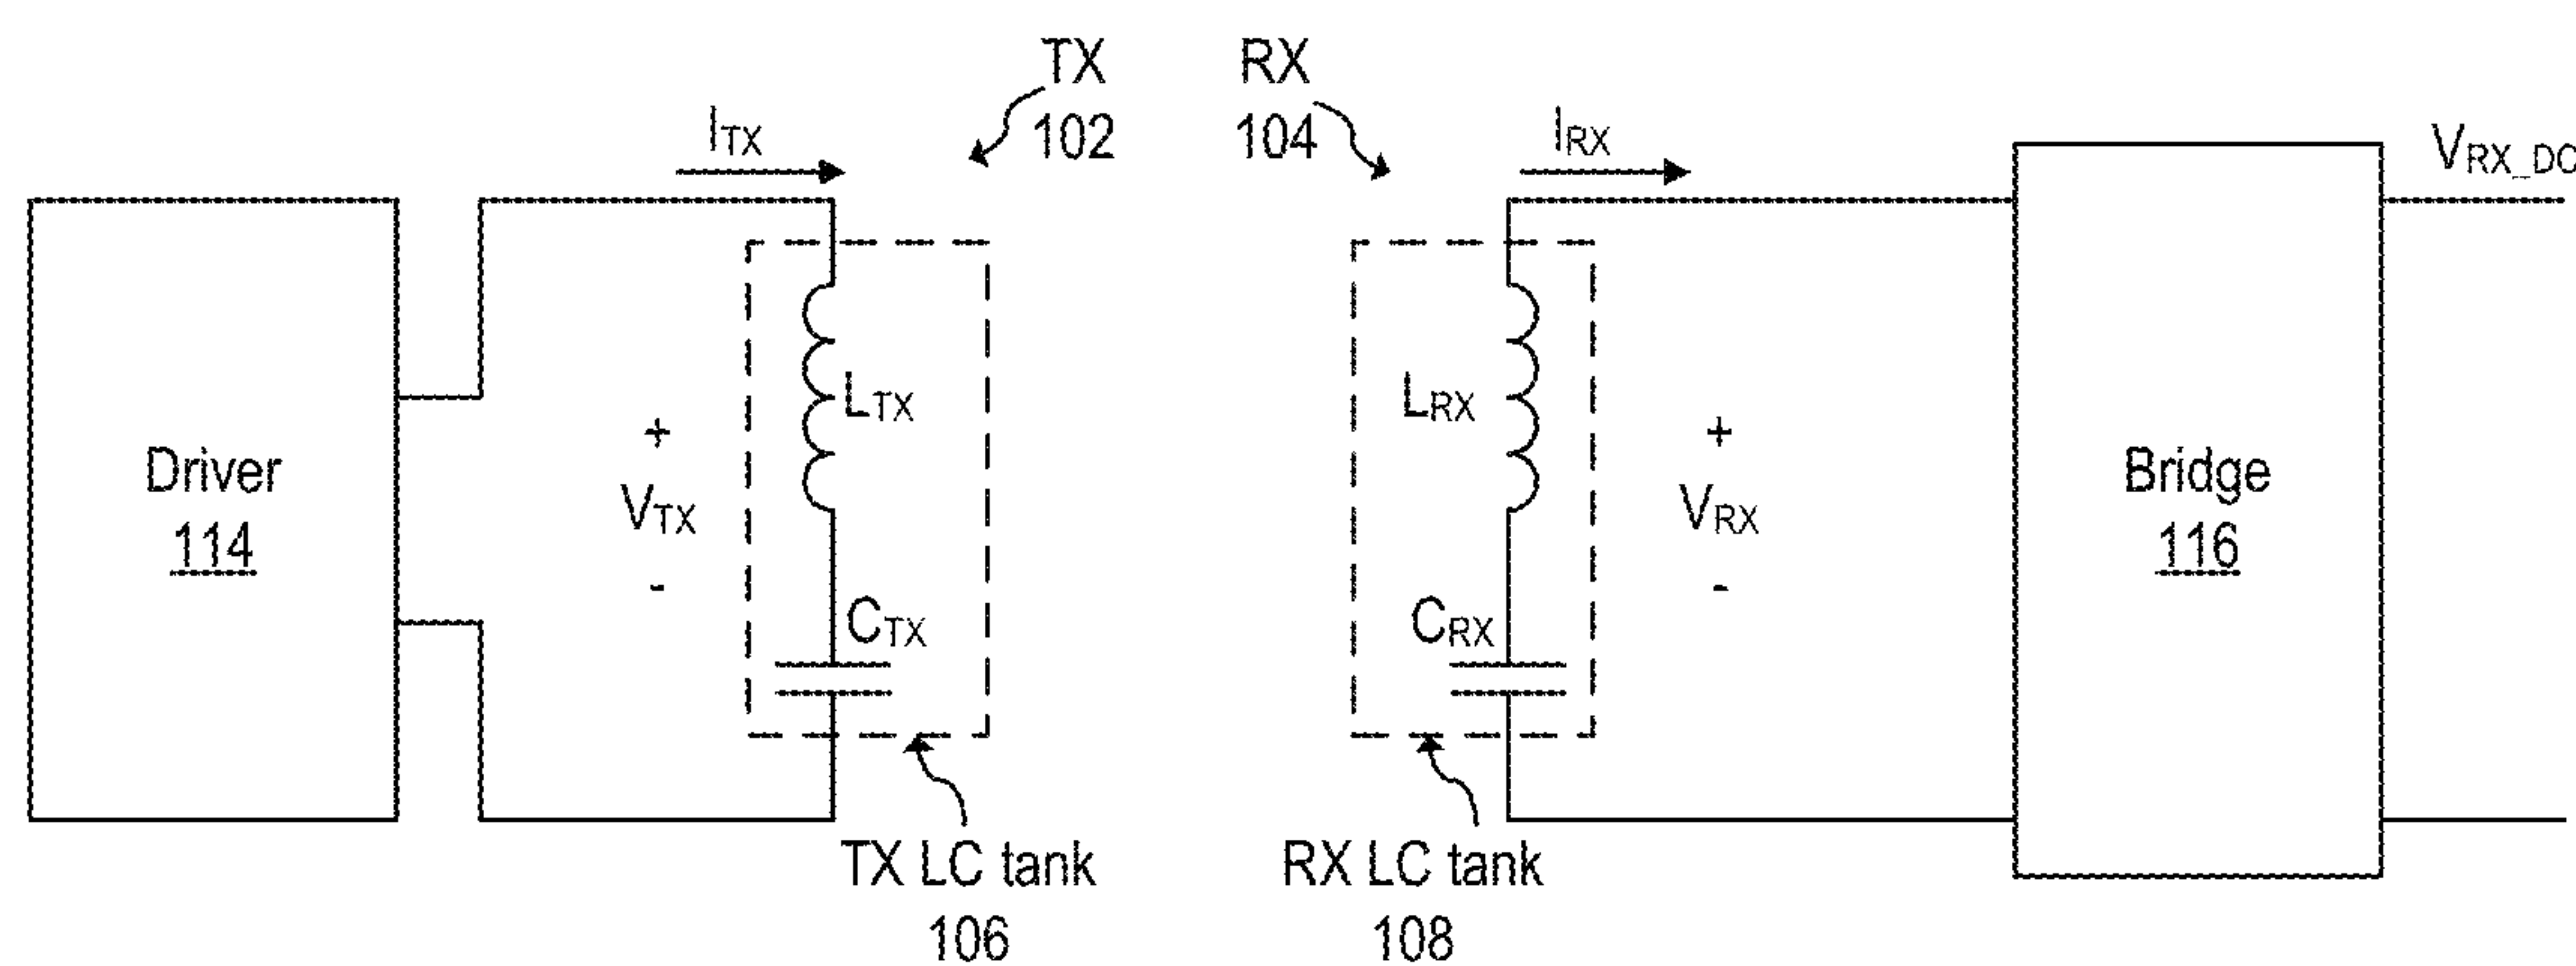 TX
102
RX
104
ITX
IRX
VRX_DC
LTX
LRX
+
VTX
-
+
VRX
-
Driver
114
Bridge
116
CTX
CRX
TX LC tank
106
RX LC tank
108